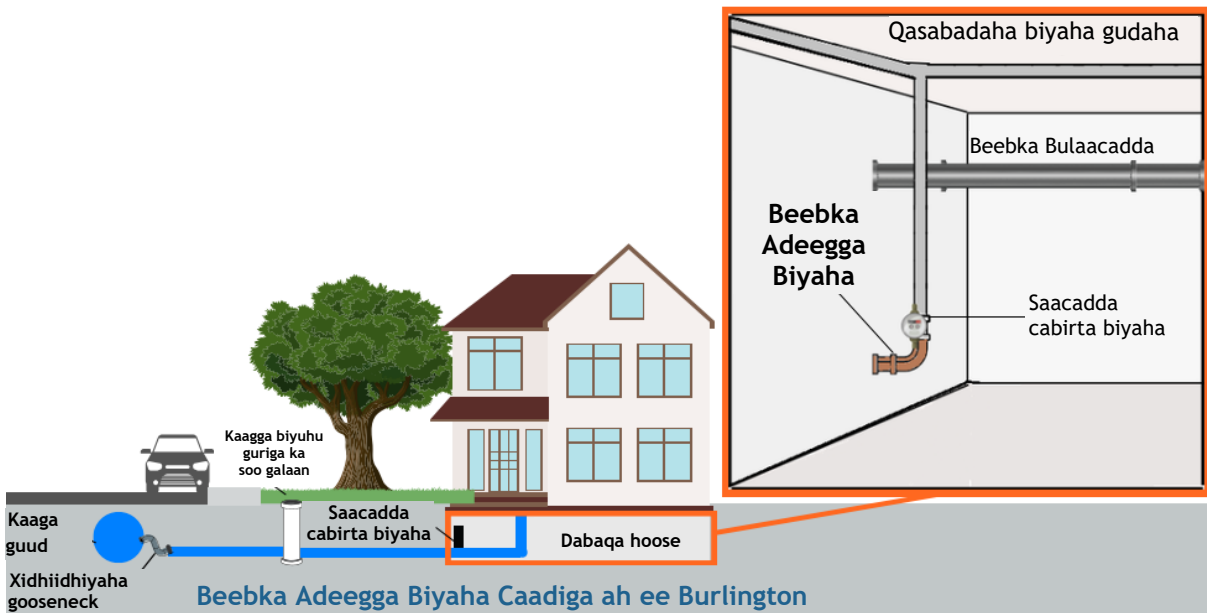 Qasabadaha biyaha gudaha
Beebka Bulaacadda
Beebka
Adeegga
Biyaha
Saacadda
cabirta biyaha
Kaagga biyuhu
guriga ka
soo galaan
Kaaga
guud
Saacadda
cabirta biyaha
Dabaqa hoose
Xidhiidhiyaha
gooseneck
Beebka Adeegga Biyaha Caadiga ah ee Burlington